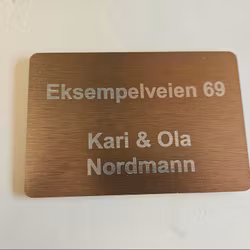 Eksempelveien 69
Kari & Ola
Nordmann